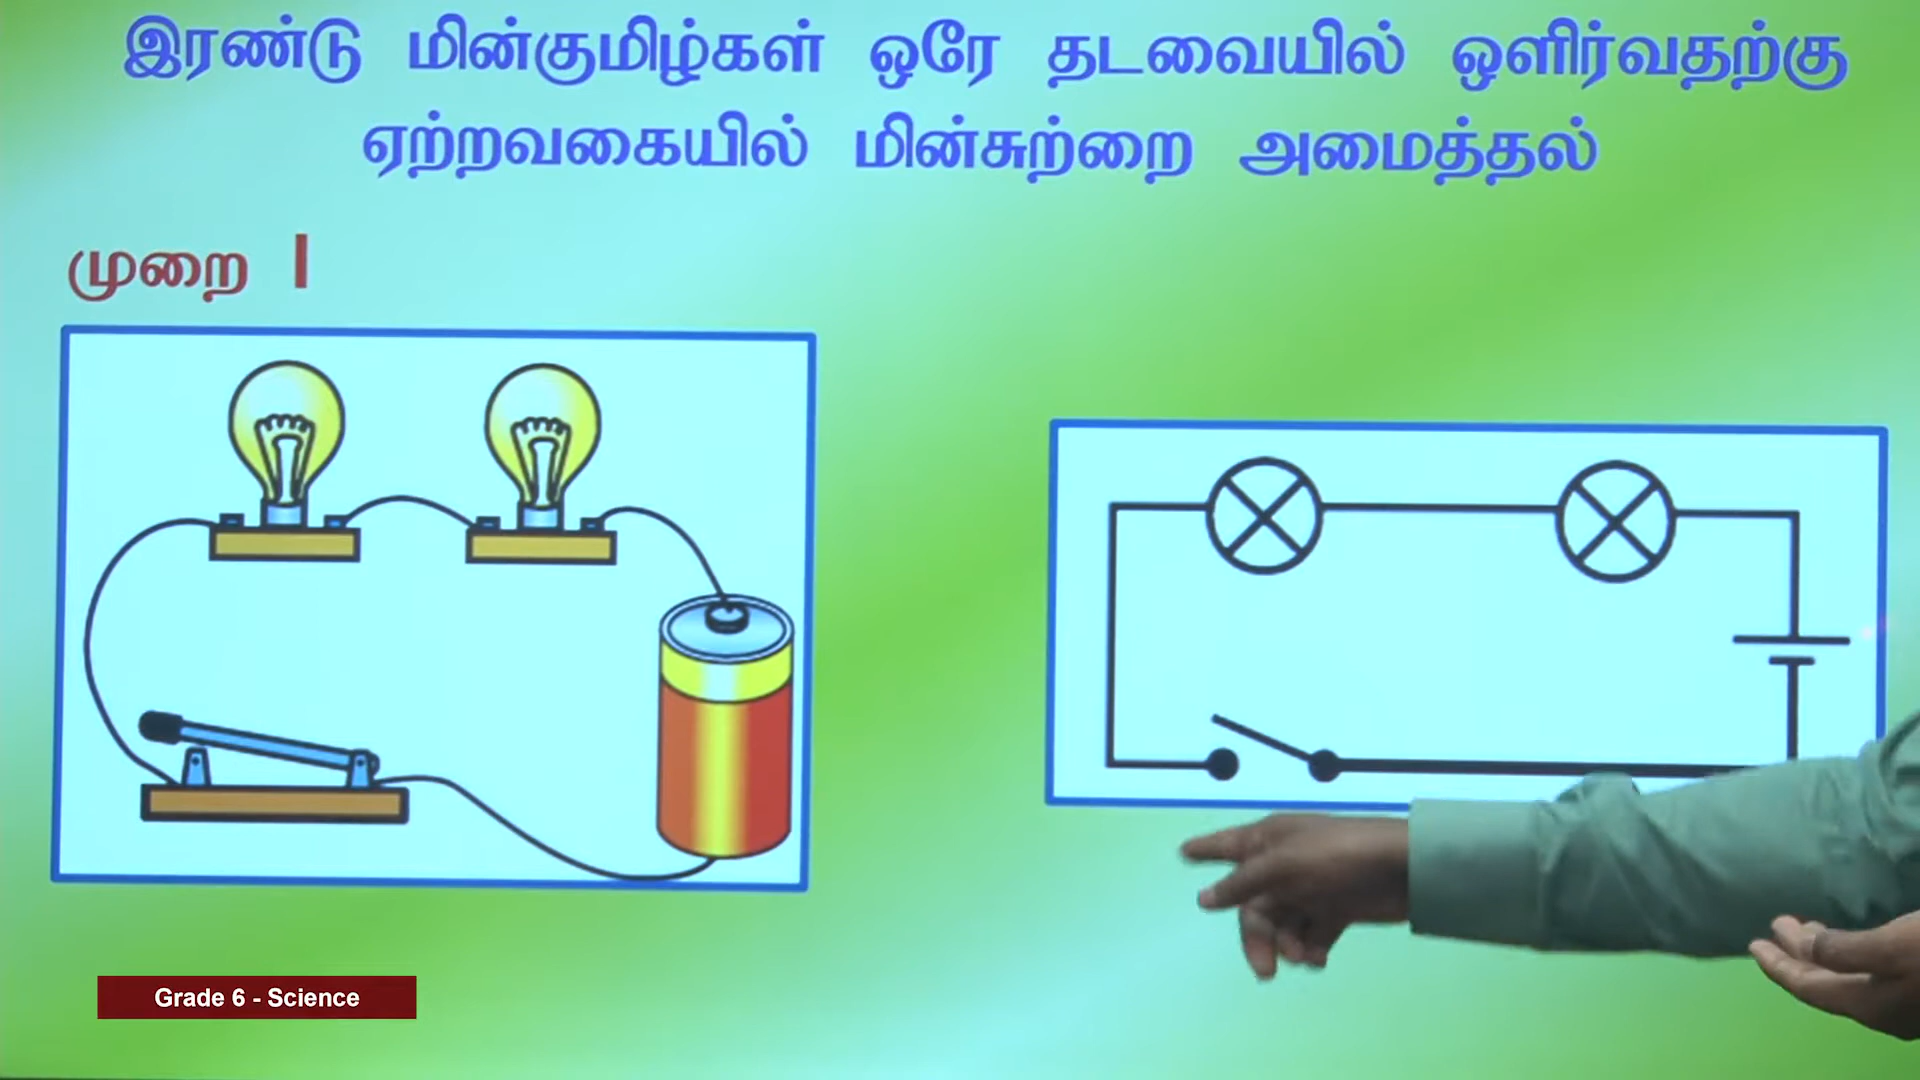 இரண்டு மின்குமிழ்கள் ஒரே தடவையில் ஒளிர்வதற்கு
ஏற்றவகையில் மின்சுற்றை அமைத்தல்
முறை I
Grade 6 - Science